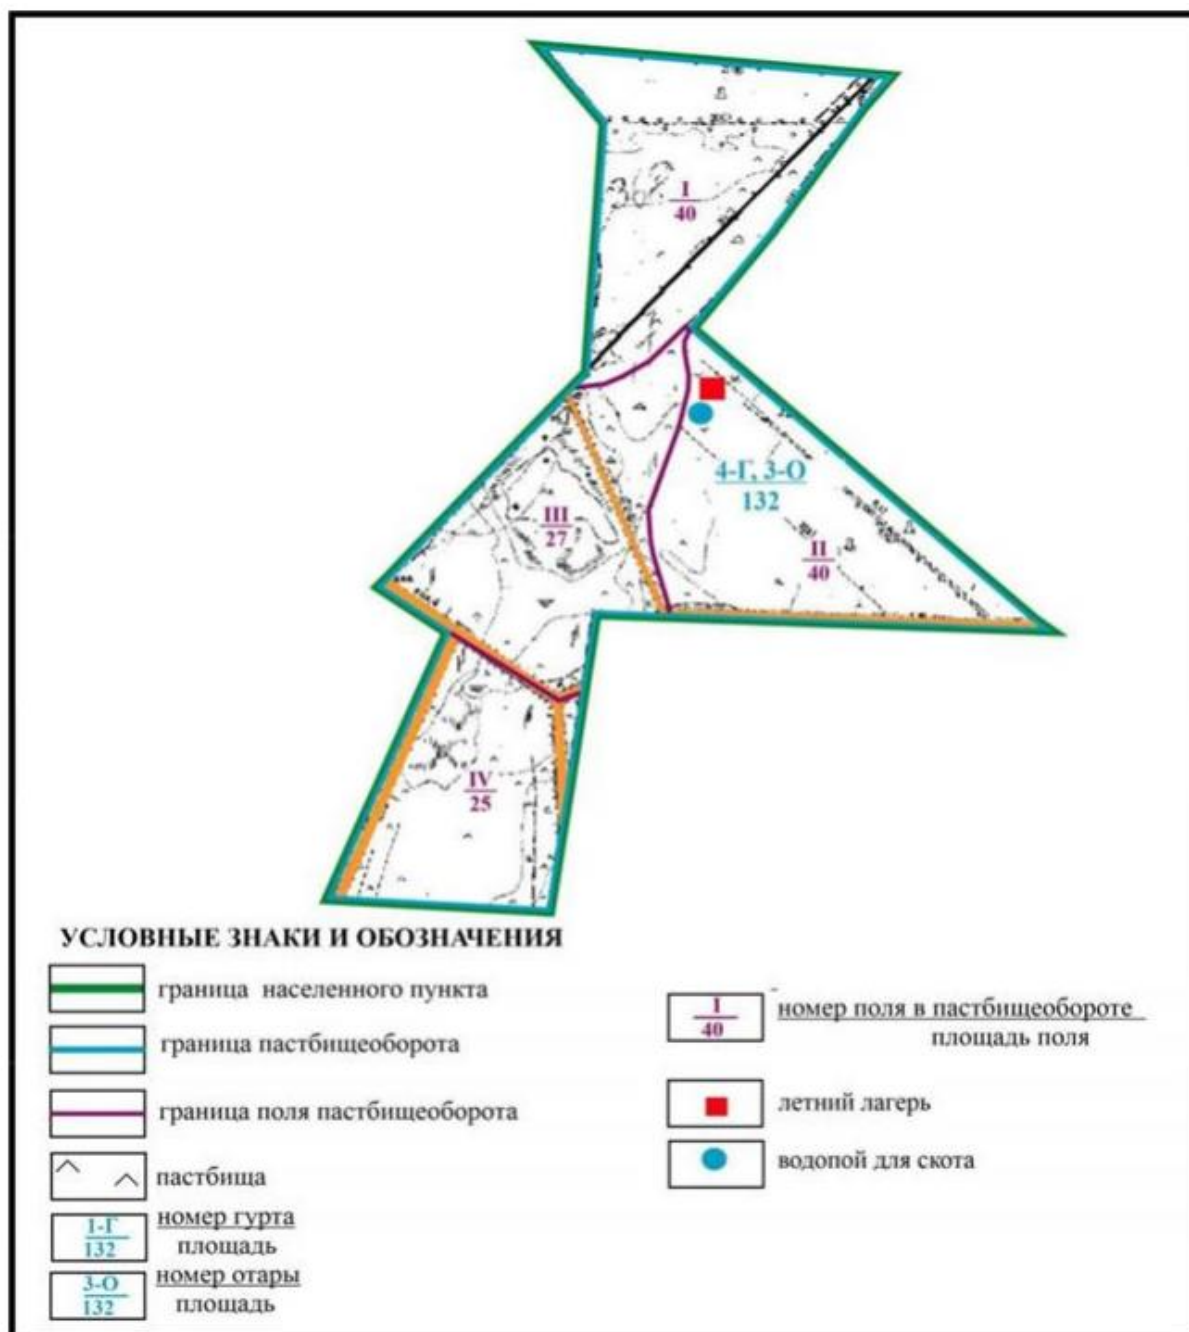 I
40
4-Г, 3-О
132
III
27
II
40
IV
25
УСЛОВНЫЕ ЗНАКИ И ОБОЗНАЧЕНИЯ
граница населенного пункта
граница пастбищеоборота
граница поля пастбищеоборота
пастбища
1-Г
132
номер гурта
площадь
3-О
132
номер отары
площадь
I
40
номер поля в пастбищеобороте
площадь поля
летний лагерь
водопой для скота